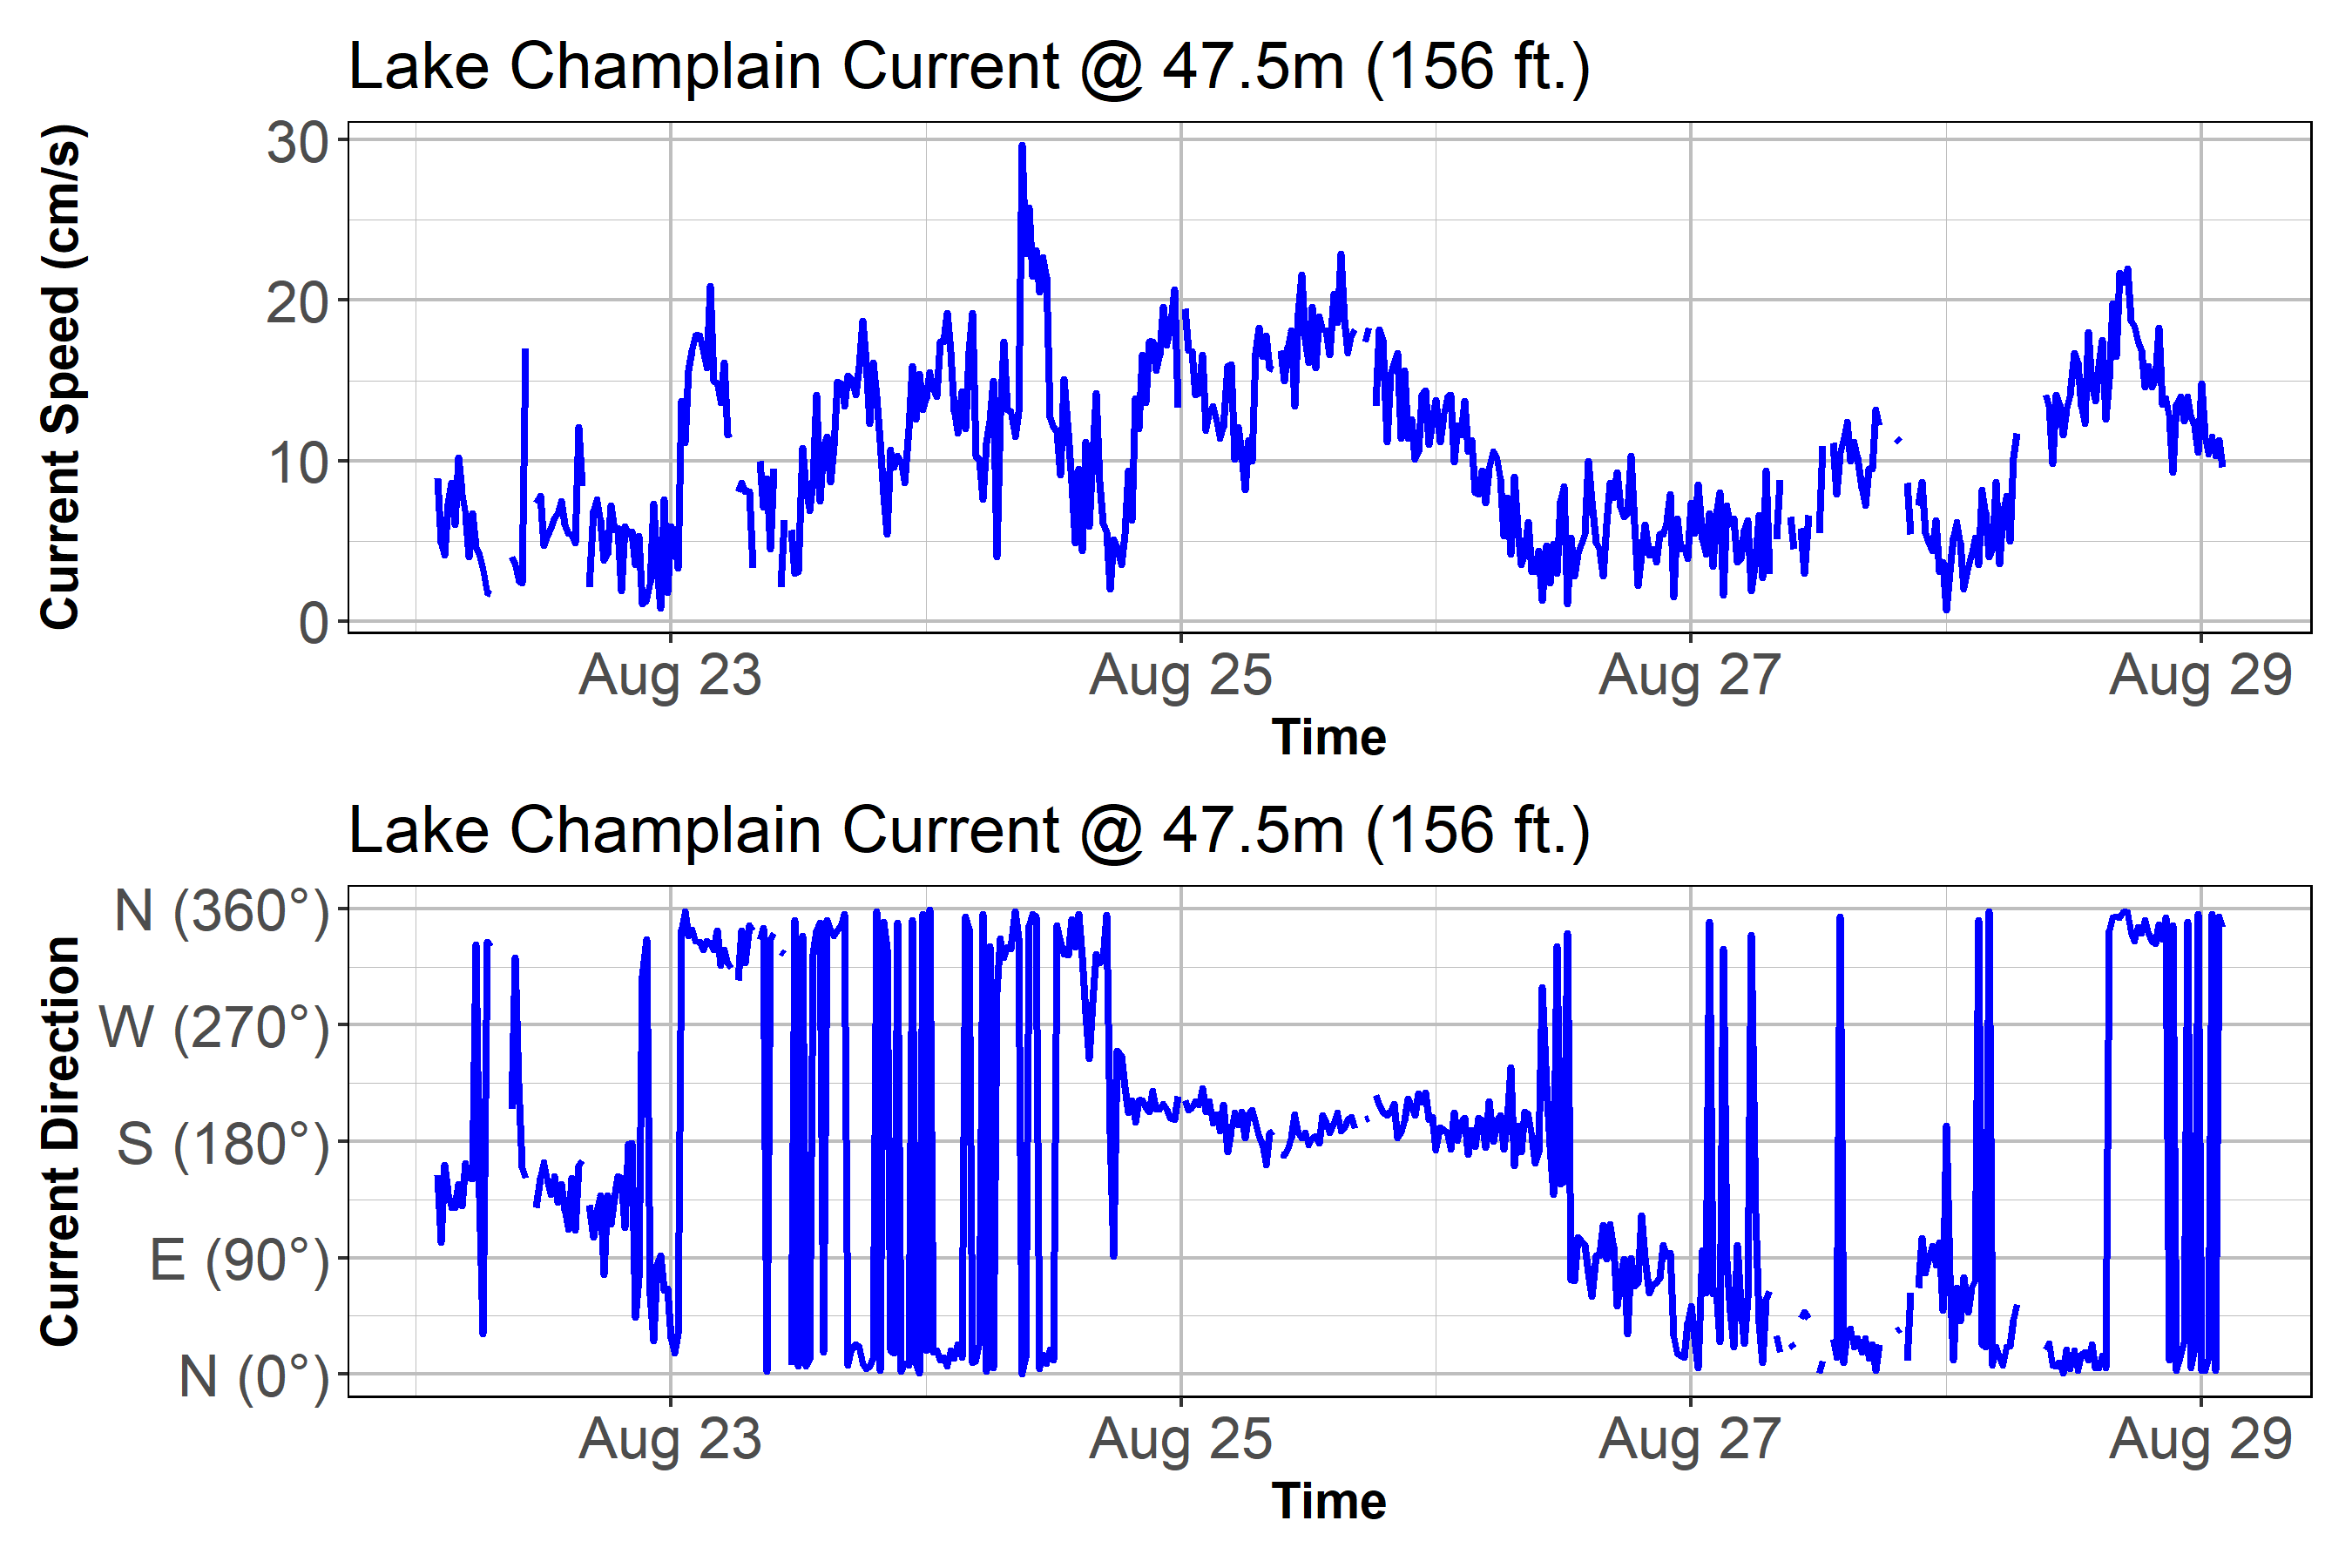 Lake Champlain Current @ 47.5m (156 ft.)
Current Speed (cm/s)
30
20
10
0
Aug 23 Aug 25 Aug 27 Aug 29
Time
Lake Champlain Current @ 47.5m (156 ft.)
Current Direction
N (360°)
W (270°)
S (180°)
E (90°)
N (0°)
Aug 23 Aug 25 Aug 27 Aug 29
Time